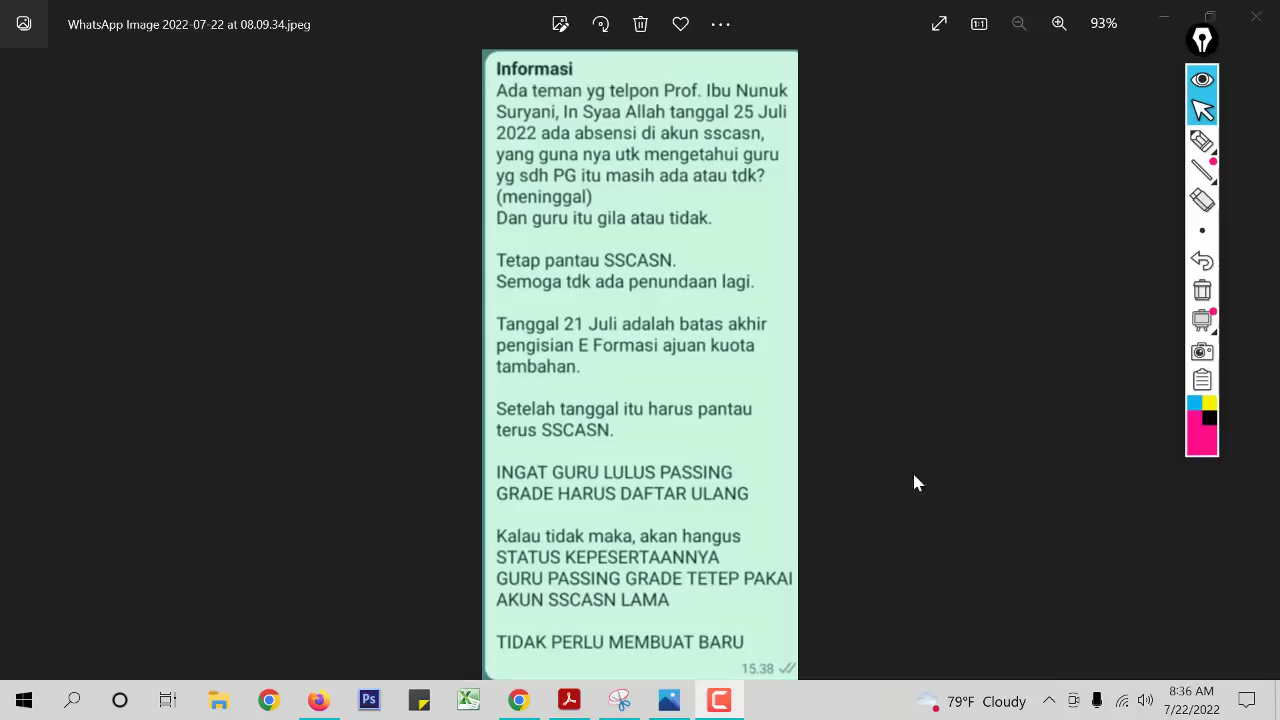 WhatsApp Image 2022-07-22 at 08.09.34.jpeg
1:1
93%
Informasi
Ada teman yg telpon Prof. Ibu Nunuk
Suryani, In Syaa Allah tanggal 25 Juli
2022 ada absensi di akun sscasn,
yang guna nya utk mengetahui guru
yg sdh PG itu masih ada atau tdk?
(meninggal)
Dan guru itu gila atau tidak.
Tetap pantau SSCASN.
Semoga tdk ada penundaan lagi.
Tanggal 21 Juli adalah batas akhir
pengisian E Formasi ajuan kuota
tambahan.
Setelah tanggal itu harus pantau
terus SSCASN.
INGAT GURU LULUS PASSING
GRADE HARUS DAFTAR ULANG
Kalau tidak maka, akan hangus
STATUS KEPESERTAANNYA
GURU PASSING GRADE TETEP PAKAI
AKUN SSCASN LAMA
TIDAK PERLU MEMBUAT BARU
15.38
Ps
79°F Cloudy
8:36 AM
7/22/2022